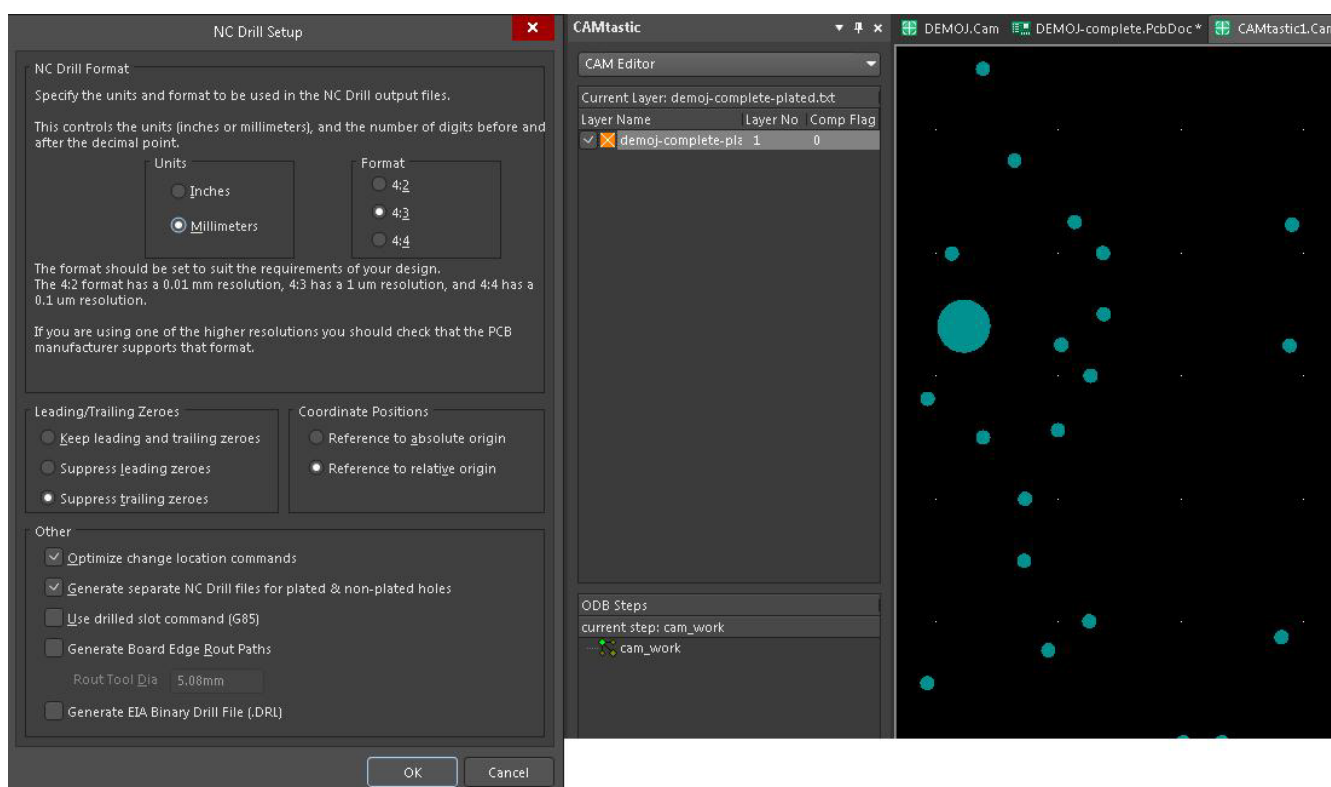 NC Drill Setup
NC Drill Format
Specify the units and format to be used in the NC Drill output files.
This controls the units (inches or millimeters), and the number of digits before and
after the decimal point.
Units
Inches
Millimeters
Format
4:2
4:3
4:4
The format should be set to suit the requirements of your design.
The 4:2 format has a 0.01 mm resolution, 4:3 has a 1 um resolution, and 4:4 has a
0.1 um resolution.
If you are using one of the higher resolutions you should check that the PCB
manufacturer supports that format.
Leading/Trailing Zeroes
Keep leading and trailing zeroes
Suppress leading zeroes
Suppress trailing zeroes
Coordinate Positions
Reference to absolute origin
Reference to relative origin
Other
Optimize change location commands
Generate separate NC Drill files for plated & non-plated holes
Use drilled slot command (G85)
Generate Board Edge Rout Paths
Rout Tool Dia 5.08mm
Generate EIA Binary Drill File (.DRL)
OK Cancel
CAMtastic
CAM Editor
Current Layer: demoj-complete-plated.txt
Layer Name Layer No Comp Flag
demoj-complete-pla 1 0
ODB Steps
current step: cam_work
cam_work
DEMOJ.Cam DEMOJ-complete.PcbDoc * CAMtastic1.Cam